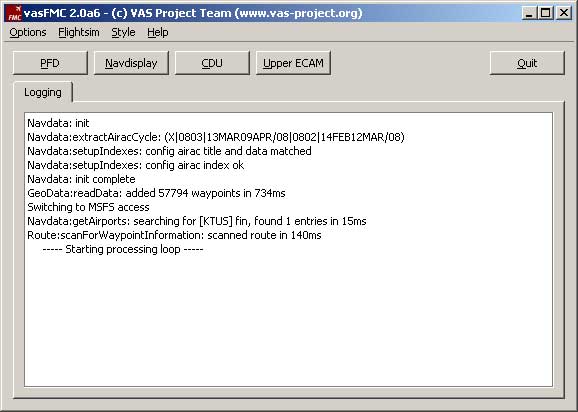 FMC vasFMC 2.0a6 - (c) VAS Project Team (www.vas-project.org)
Options Flightsim Style Help
PFD Navdisplay CDU Upper ECAM Quit
Logging
Navdata: init
Navdata:extractAiracCycle: (X|0803|13MAR09APR/08|0802|14FEB12MAR/08)
Navdata:setupIndexes: config airac title and data matched
Navdata:setupIndexes: config airac index ok
Navdata: init complete
GeoData:readData: added 57794 waypoints in 734ms
Switching to MSFS access
Navdata:getAirports: searching for [KTUS] fin, found 1 entries in 15ms
Route:scanForWaypointInformation: scanned route in 140ms
----- Starting processing loop -----